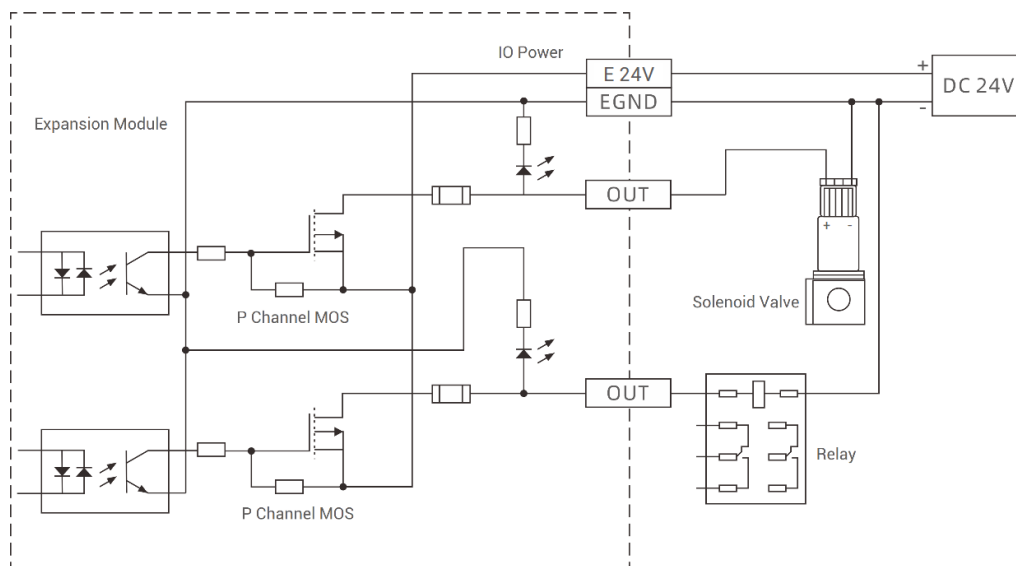 IO Power
E 24V
+
DC 24V
EGND
-
Expansion Module
OUT
+ -
P Channel MOS
Solenoid Valve
OUT
Relay
P Channel MOS